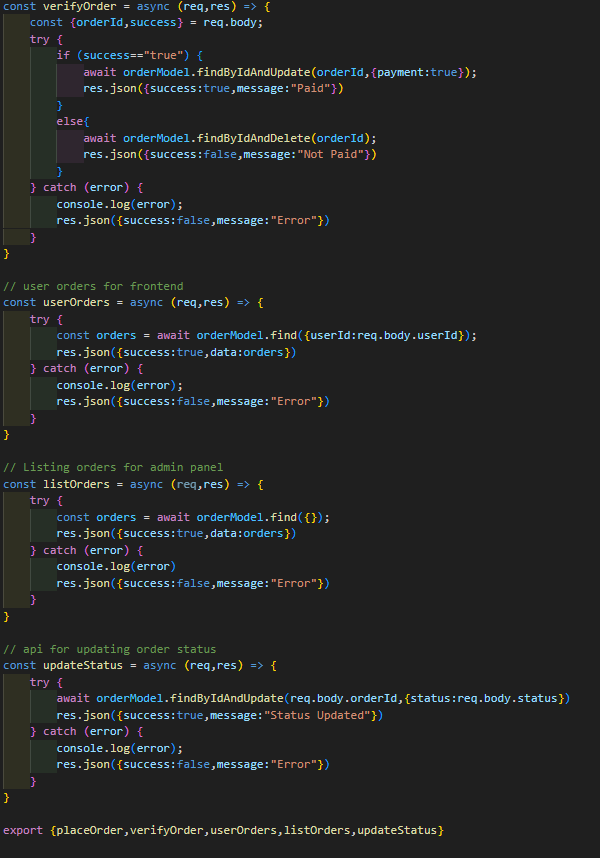 const verifyOrder = async (req,res) => {
    const {orderId,success} = req.body;
    try {
        if (success=="true") {
            await orderModel.findByIdAndUpdate(orderId,{payment:true});
            res.json({success:true,message:"Paid"})
        }
        else{
            await orderModel.findByIdAndDelete(orderId);
            res.json({success:false,message:"Not Paid"})
        }
    } catch (error) {
        console.log(error);
        res.json({success:false,message:"Error"})
    }
}

// user orders for frontend
const userOrders = async (req,res) => {
    try {
        const orders = await orderModel.find({userId:req.body.userId});
        res.json({success:true,data:orders})
    } catch (error) {
        console.log(error);
        res.json({success:false,message:"Error"})
    }
}

// Listing orders for admin panel
const listOrders = async (req,res) => {
    try {
        const orders = await orderModel.find({});
        res.json({success:true,data:orders})
    } catch (error) {
        console.log(error)
        res.json({success:false,message:"Error"})
    }
}

// api for updating order status
const updateStatus = async (req,res) => {
    try {
        await orderModel.findByIdAndUpdate(req.body.orderId,{status:req.body.status})
        res.json({success:true,message:"Status Updated"})
    } catch (error) {
        console.log(error);
        res.json({success:false,message:"Error"})
    }
}

export {placeOrder,verifyOrder,userOrders,listOrders,updateStatus}